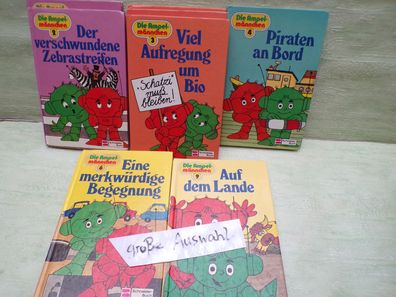 Die Ampel-
männchen
2
Der
verschwundene
Zebrastreifen
Die Ampel-
männchen
3
Viel
Aufregung
um
Bio
"Schatzi"
muß
bleiben!
Die Ampel-
männchen
4
Piraten
an Bord
Die Ampel-
männchen
6
Eine
merkwürdige
Begegnung
Die Ampel-
männchen
9
Auf
dem Lande
große Auswahl